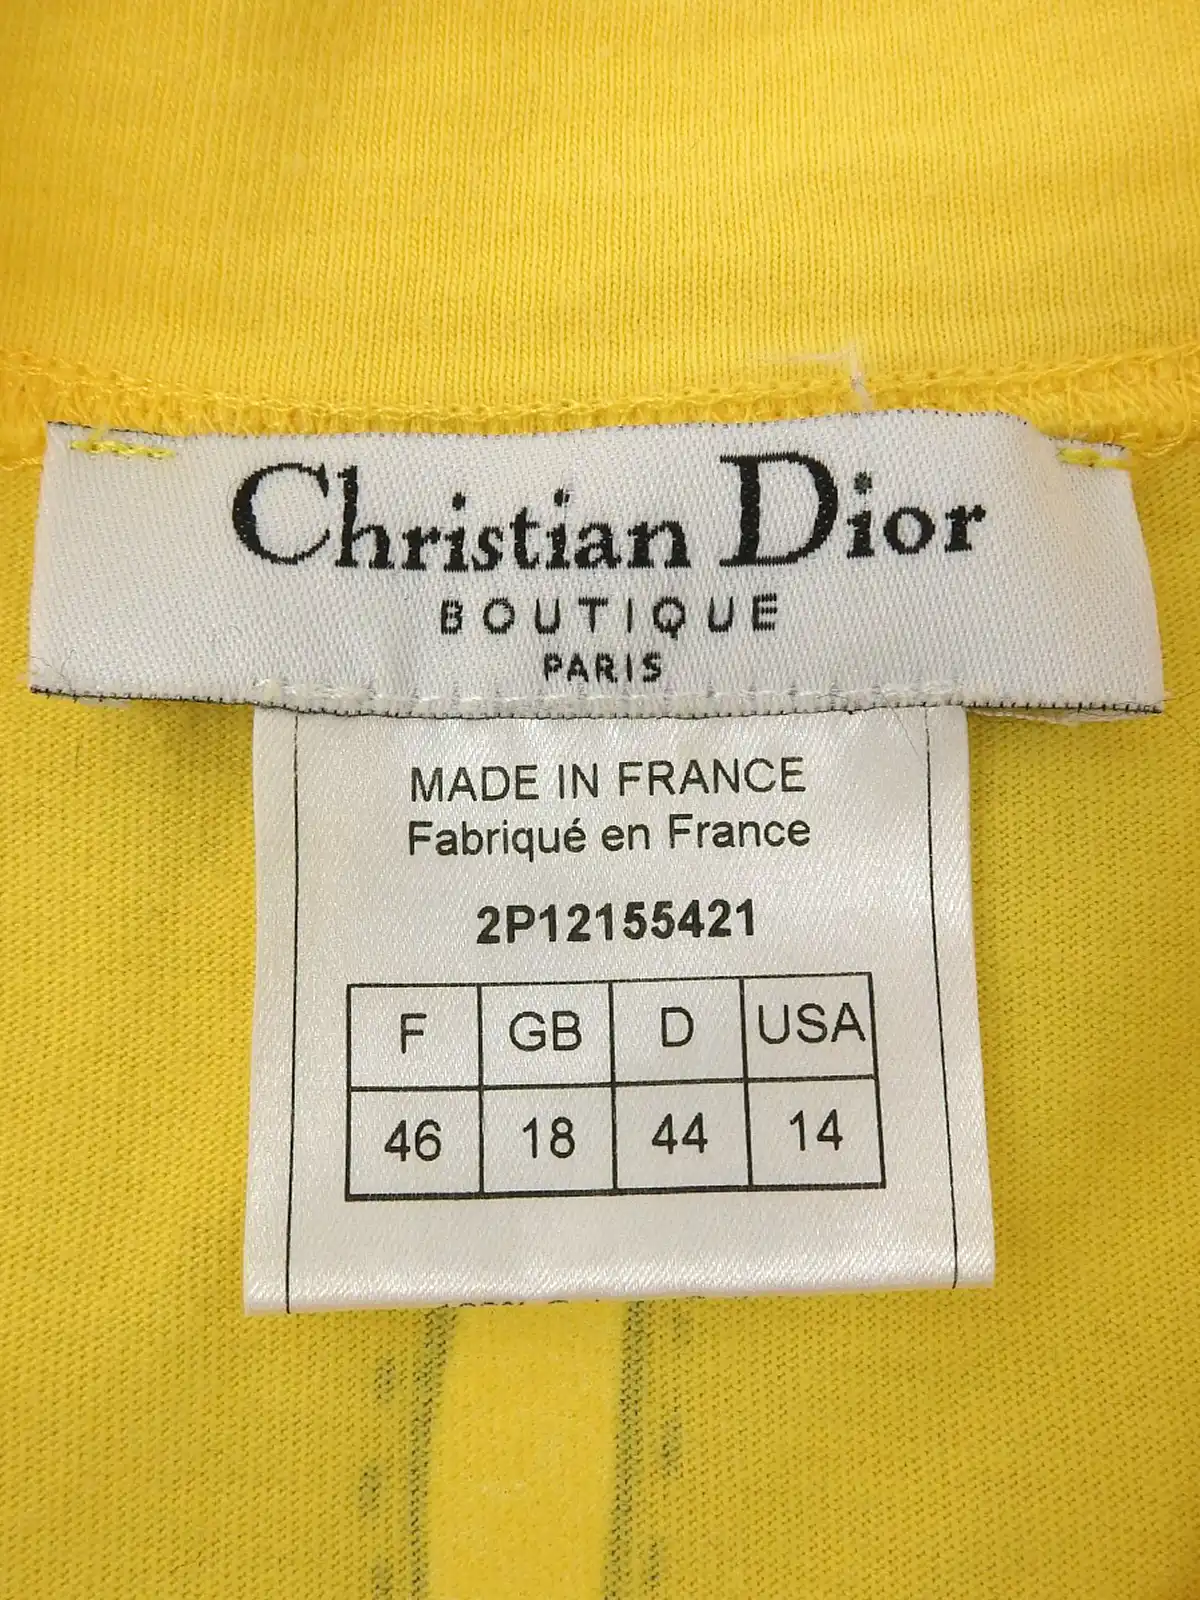 Christian Dior
BOUTIQUE
PARIS
MADE IN FRANCE
Fabriqué en France
2P12155421
F GB D USA
46 18 44 14